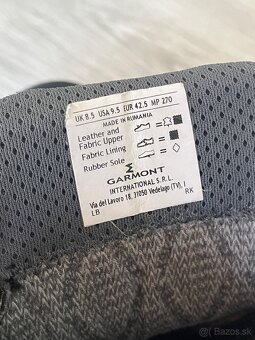 UK 8.5 USA 9.5 EUR 42.5 MP 270
MADE IN RUMANIA
Leather and
Fabric Upper
Fabric Lining
Rubber Sole
GARMONT
INTERNATIONAL S.R.L.
Via del Lavoro 18, 31050 Vedelago (TV), I
LB RK
© Bazos.sk